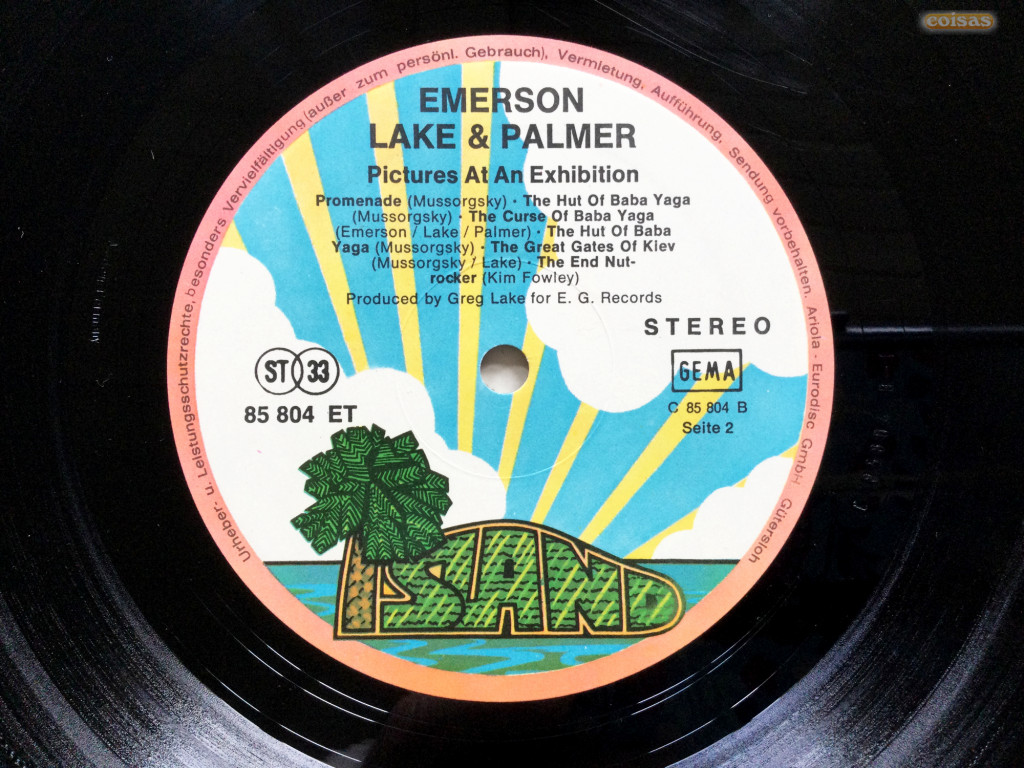 coisas
Urheber- u. Leistungsschutzrechte, besonders Vervielfältigung (außer zum persönl. Gebrauch), Vermietung, Aufführung, Sendung vorbehalten. Ariola - Eurodisc GmbH Gütersloh
EMERSON
LAKE & PALMER
Pictures At An Exhibition
Promenade (Mussorgsky) · The Hut Of Baba Yaga
(Mussorgsky) · The Curse Of Baba Yaga
(Emerson / Lake / Palmer) · The Hut Of Baba
Yaga (Mussorgsky) · The Great Gates Of Kiev
(Mussorgsky / Lake) · The End Nut-
rocker (Kim Fowley)
Produced by Greg Lake for E. G. Records
STEREO
ST 33
85 804 ET
GEMA
C 85 804 B
Seite 2
ISLAND